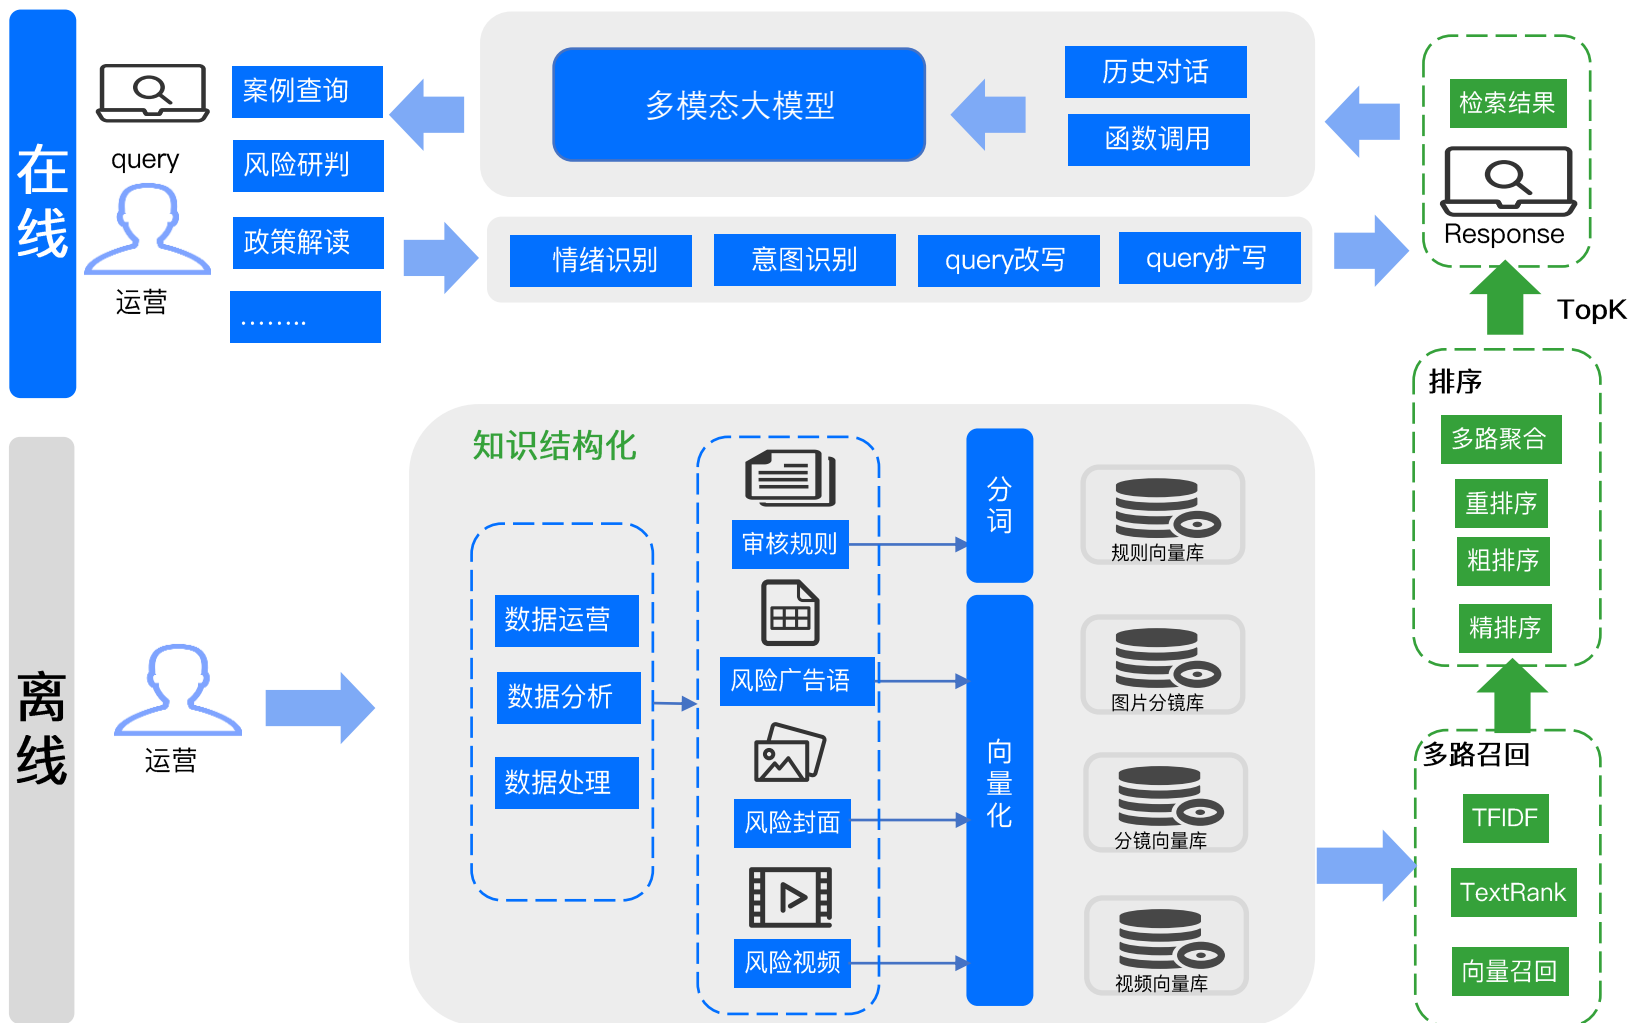 在线
query
运营
案例查询
风险研判
政策解读
........
多模态大模型
历史对话
函数调用
情绪识别
意图识别
query改写
query扩写
检索结果
Response
TopK
排序
多路聚合
重排序
粗排序
精排序
多路召回
TFIDF
TextRank
向量召回
离线
运营
知识结构化
数据运营
数据分析
数据处理
审核规则
风险广告语
风险封面
风险视频
分词
向量化
规则向量库
图片分镜库
分镜向量库
视频向量库